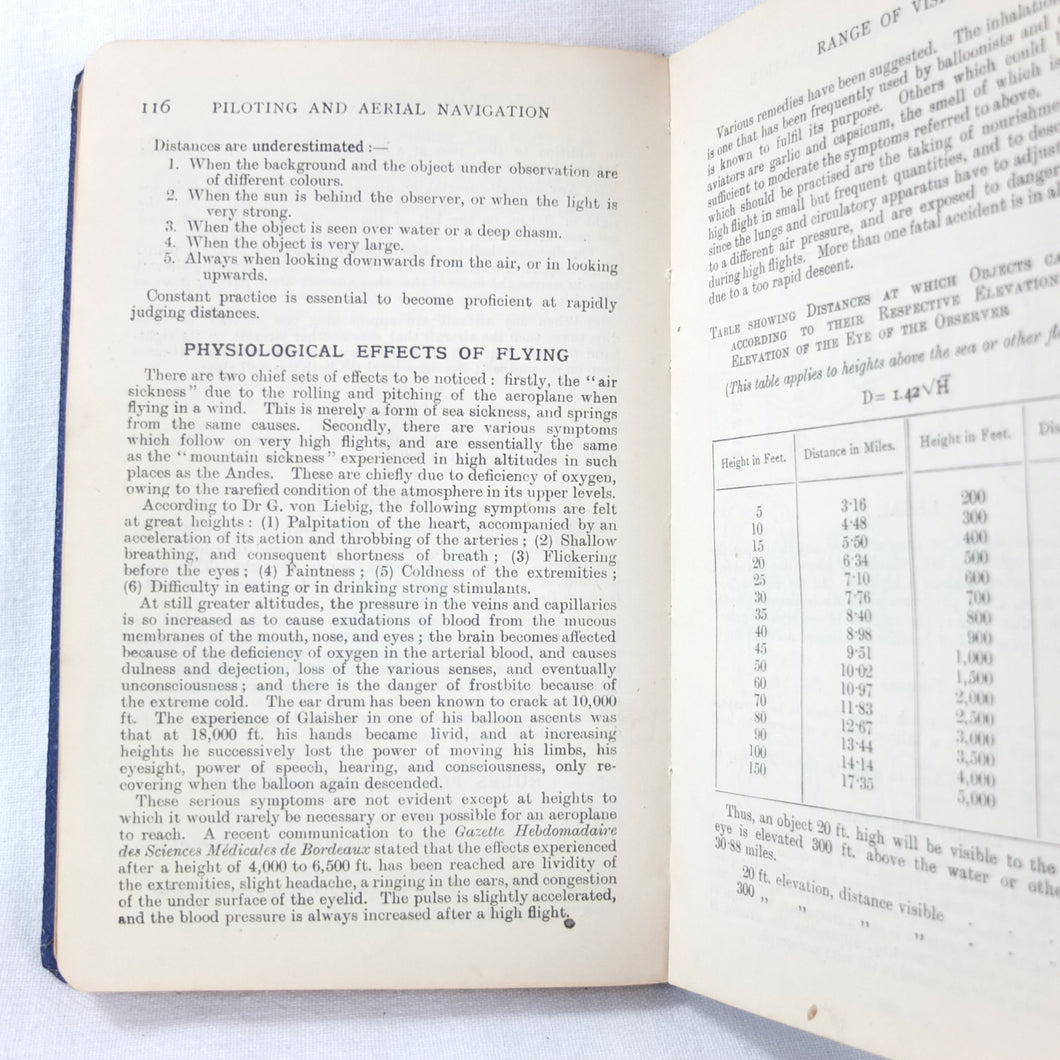 116 PILOTING AND AERIAL NAVIGATION
Distances are underestimated :—
1. When the background and the object under observation are
of different colours.
2. When the sun is behind the observer, or when the light is
very strong.
3. When the object is seen over water or a deep chasm.
4. When the object is very large.
5. Always when looking downwards from the air, or in looking
upwards.
Constant practice is essential to become proficient at rapidly
judging distances.
PHYSIOLOGICAL EFFECTS OF FLYING
There are two chief sets of effects to be noticed : firstly, the “air
sickness” due to the rolling and pitching of the aeroplane when
flying in a wind. This is merely a form of sea sickness, and springs
from the same causes. Secondly, there are various symptoms
which follow on very high flights, and are essentially the same
as the “mountain sickness” experienced in high altitudes in such
places as the Andes. These are chiefly due to deficiency of oxygen,
owing to the rarefied condition of the atmosphere in its upper levels.
According to Dr G. von Liebig, the following symptoms are felt
at great heights : (1) Palpitation of the heart, accompanied by an
acceleration of its action and throbbing of the arteries ; (2) Shallow
breathing, and consequent shortness of breath ; (3) Flickering
before the eyes ; (4) Faintness ; (5) Coldness of the extremities ;
(6) Difficulty in eating or in drinking strong stimulants.
At still greater altitudes, the pressure in the veins and capillaries
is so increased as to cause exudations of blood from the mucous
membranes of the mouth, nose, and eyes ; the brain becomes affected
because of the deficiency of oxygen in the arterial blood, and causes
dulness and dejection, loss of the various senses, and eventually
unconsciousness ; and there is the danger of frostbite because of
the extreme cold. The ear drum has been known to crack at 10,000
ft. The experience of Glaisher in one of his balloon ascents was
that at 18,000 ft. his hands became livid, and at increasing
heights he successively lost the power of moving his limbs, his
eyesight, power of speech, hearing, and consciousness, only re-
covering when the balloon again descended.
These serious symptoms are not evident except at heights to
which it would rarely be necessary or even possible for an aeroplane
to reach. A recent communication to the Gazette Hebdomadaire
des Sciences Médicales de Bordeaux stated that the effects experienced
after a height of 4,000 to 6,500 ft. has been reached are lividity of
the extremities, slight headache, a ringing in the ears, and congestion
of the under surface of the eyelid. The pulse is slightly accelerated,
and the blood pressure is always increased after a high flight.
RANGE OF
Various remedies have been suggested. The inhalation
is one that has been frequently used by balloonists and
is known to fulfil its purpose. Others which could
aviators are garlic and capsicum, the smell of which is
sufficient to moderate the symptoms referred to above.
which should be practised are the taking of nourishment
high flight in small but frequent quantities, and to
since the lungs and circulatory apparatus have to adjust
to a different air pressure, and are exposed to danger
during high flights. More than one fatal accident is in
due to a too rapid descent.
TABLE SHOWING DISTANCES AT WHICH OBJECTS
ACCORDING TO THEIR RESPECTIVE
ELEVATION OF THE EYE OF THE OBSERVER
(This table applies to heights above the sea or other
D= 1.42√H
Height in Feet. Distance in Miles. Height in Feet.
5 3·16 200
10 4·48 300
15 5·50 400
20 6·34 500
25 7·10 600
30 7·76 700
35 8·40 800
40 8·98 900
45 9·51 1,000
50 10·02 1,500
60 10·97 2,000
70 11·83 2,500
80 12·67 3,000
90 13·44 3,500
100 14·14 4,000
150 17·35 5,000
Thus, an object 20 ft. high will be visible to the
eye is elevated 300 ft. above the water or
30·88 miles.
20 ft. elevation, distance visible
300 „ „ „ „